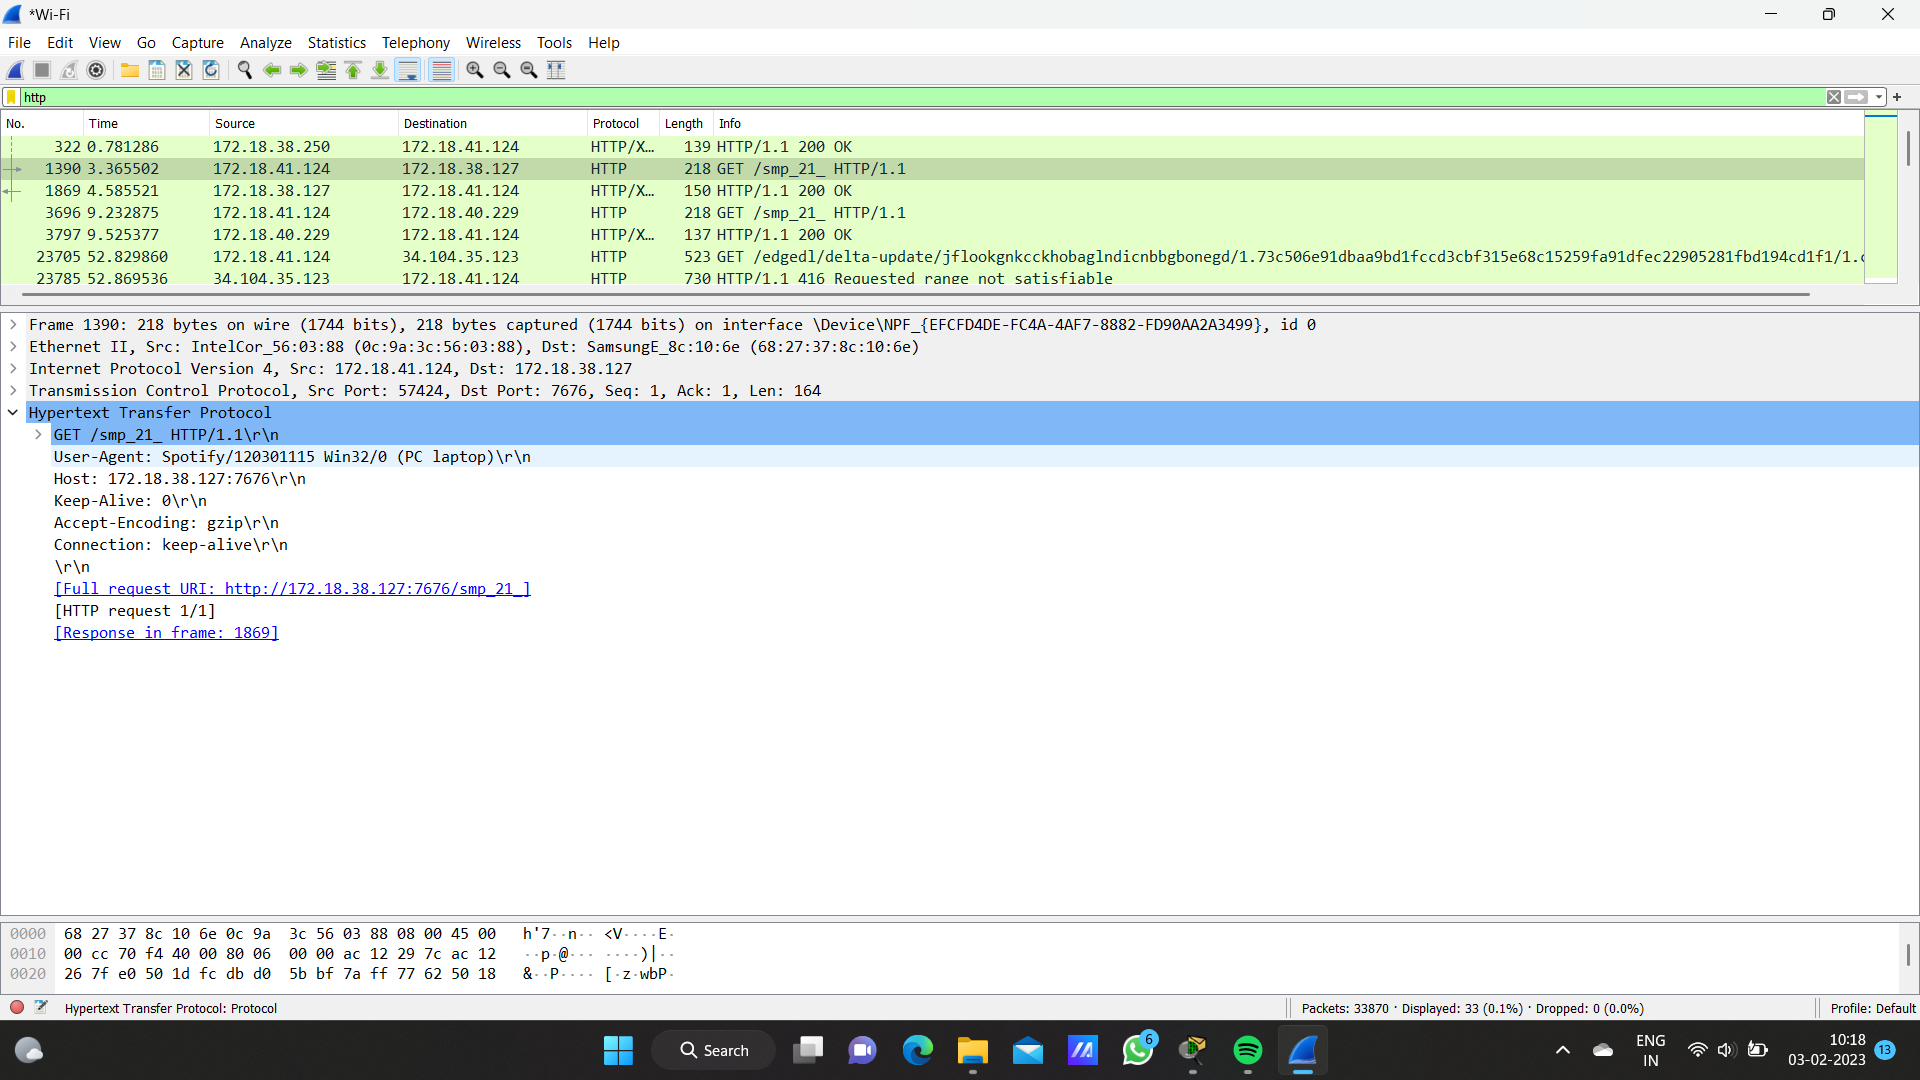 *Wi-Fi
File Edit View Go Capture Analyze Statistics Telephony Wireless Tools Help
http
No. Time Source Destination Protocol Length Info
322 0.781286 172.18.38.250 172.18.41.124 HTTP/X… 139 HTTP/1.1 200 OK
1390 3.365502 172.18.41.124 172.18.38.127 HTTP 218 GET /smp_21_ HTTP/1.1
1869 4.585521 172.18.38.127 172.18.41.124 HTTP/X… 150 HTTP/1.1 200 OK
3696 9.232875 172.18.41.124 172.18.40.229 HTTP 218 GET /smp_21_ HTTP/1.1
3797 9.525377 172.18.40.229 172.18.41.124 HTTP/X… 137 HTTP/1.1 200 OK
23705 52.829860 172.18.41.124 34.104.35.123 HTTP 523 GET /edgedl/delta-update/jflookgnkcckhobaglndicnbbgbonegd/1.73c506e91dbaa9bd1fccd3cbf315e68c15259fa91dfec22905281fbd194cd1f1/1.c
23785 52.869536 34.104.35.123 172.18.41.124 HTTP 730 HTTP/1.1 416 Requested range not satisfiable
Frame 1390: 218 bytes on wire (1744 bits), 218 bytes captured (1744 bits) on interface \Device\NPF_{EFCFD4DE-FC4A-4AF7-8882-FD90AA2A3499}, id 0
Ethernet II, Src: IntelCor_56:03:88 (0c:9a:3c:56:03:88), Dst: SamsungE_8c:10:6e (68:27:37:8c:10:6e)
Internet Protocol Version 4, Src: 172.18.41.124, Dst: 172.18.38.127
Transmission Control Protocol, Src Port: 57424, Dst Port: 7676, Seq: 1, Ack: 1, Len: 164
Hypertext Transfer Protocol
GET /smp_21_ HTTP/1.1\r\n
User-Agent: Spotify/120301115 Win32/0 (PC laptop)\r\n
Host: 172.18.38.127:7676\r\n
Keep-Alive: 0\r\n
Accept-Encoding: gzip\r\n
Connection: keep-alive\r\n
\r\n
[Full request URI: http://172.18.38.127:7676/smp_21_]
[HTTP request 1/1]
[Response in frame: 1869]
0000 68 27 37 8c 10 6e 0c 9a 3c 56 03 88 08 00 45 00 h'7··n·· <V····E·
0010 00 cc 70 f4 40 00 80 06 00 00 ac 12 29 7c ac 12 ··p·@··· ····)|··
0020 26 7f e0 50 1d fc db d0 5b bf 7a ff 77 62 50 18 &··P···· [·z·wbP·
Hypertext Transfer Protocol: Protocol
Packets: 33870 · Displayed: 33 (0.1%) · Dropped: 0 (0.0%)
Profile: Default
Search
6
ENG
IN
10:18
03-02-2023
13